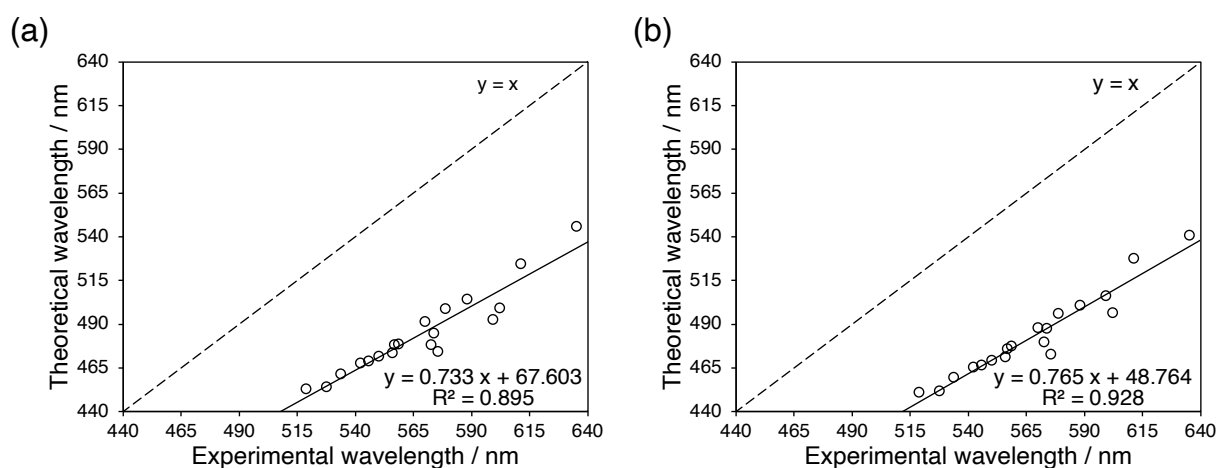 (a)
Theoretical wavelength / nm
640
615
590
565
540
515
490
465
440
y = x
y = 0.733 x + 67.603
R² = 0.895
440 465 490 515 540 565 590 615 640
Experimental wavelength / nm
(b)
Theoretical wavelength / nm
640
615
590
565
540
515
490
465
440
y = x
y = 0.765 x + 48.764
R² = 0.928
440 465 490 515 540 565 590 615 640
Experimental wavelength / nm